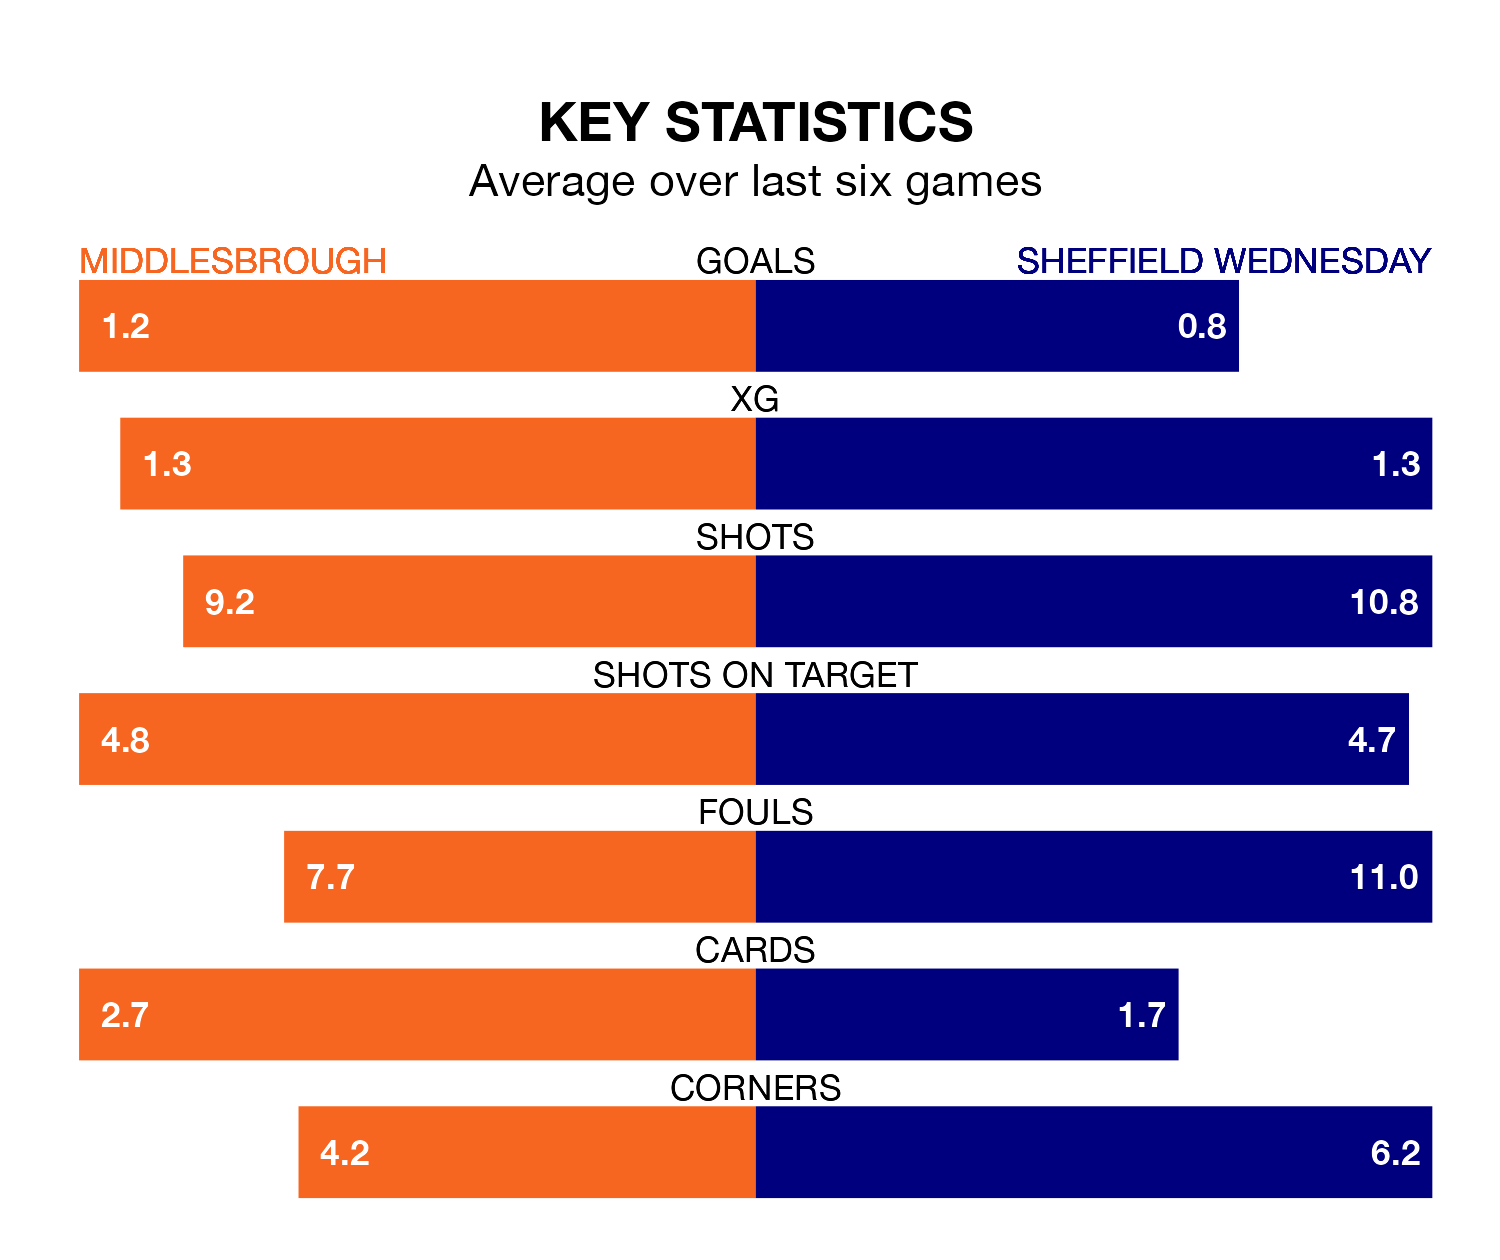 KEY STATISTICS
Average over last six games
MIDDLESBROUGH GOALS SHEFFIELD WEDNESDAY
1.2 0.8
XG
1.3 1.3
SHOTS
9.2 10.8
SHOTS ON TARGET
4.8 4.7
FOULS
7.7 11.0
CARDS
2.7 1.7
CORNERS
4.2 6.2